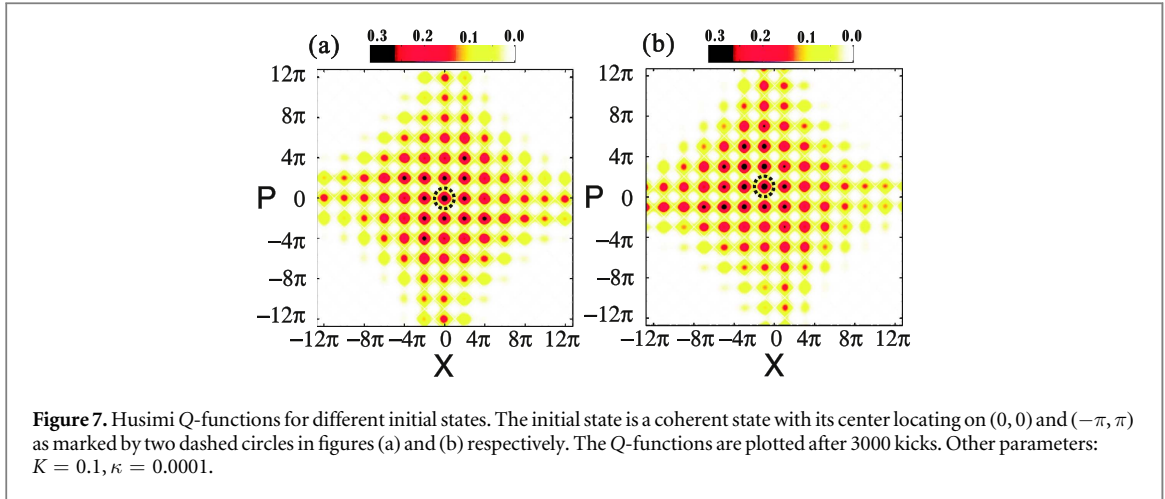 (a) 0.3 0.2 0.1 0.0 (b) 0.3 0.2 0.1 0.0
12π 12π
8π 8π
4π 4π
P 0 P 0
−4π −4π
−8π −8π
−12π −12π
−12π −8π −4π 0 4π 8π 12π −12π −8π −4π 0 4π 8π 12π
X X
Figure 7. Husimi Q-functions for different initial states. The initial state is a coherent state with its center locating on (0, 0) and (−π, π)
as marked by two dashed circles in figures (a) and (b) respectively. The Q-functions are plotted after 3000 kicks. Other parameters:
K = 0.1, κ = 0.0001.